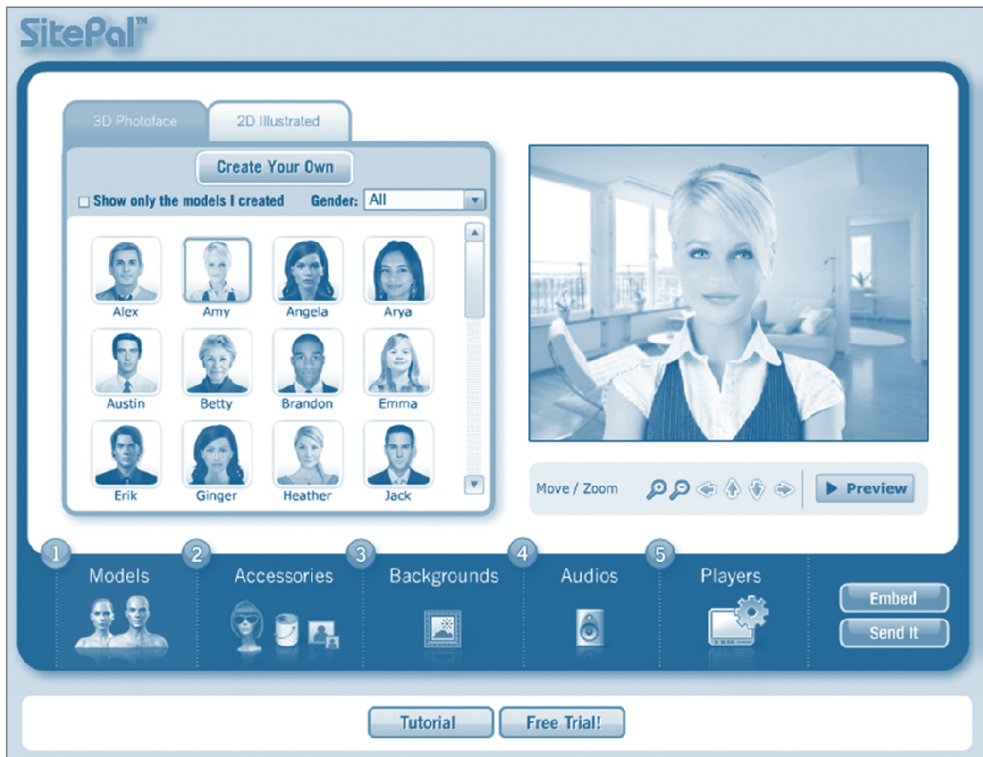 SitePal™
3D Photoface
2D Illustrated
Create Your Own
Show only the models I created
Gender:
All
Alex
Amy
Angela
Arya
Austin
Betty
Brandon
Emma
Erik
Ginger
Heather
Jack
Move / Zoom
Preview
1
Models
2
Accessories
3
Backgrounds
4
Audios
5
Players
Embed
Send It
Tutorial
Free Trial!